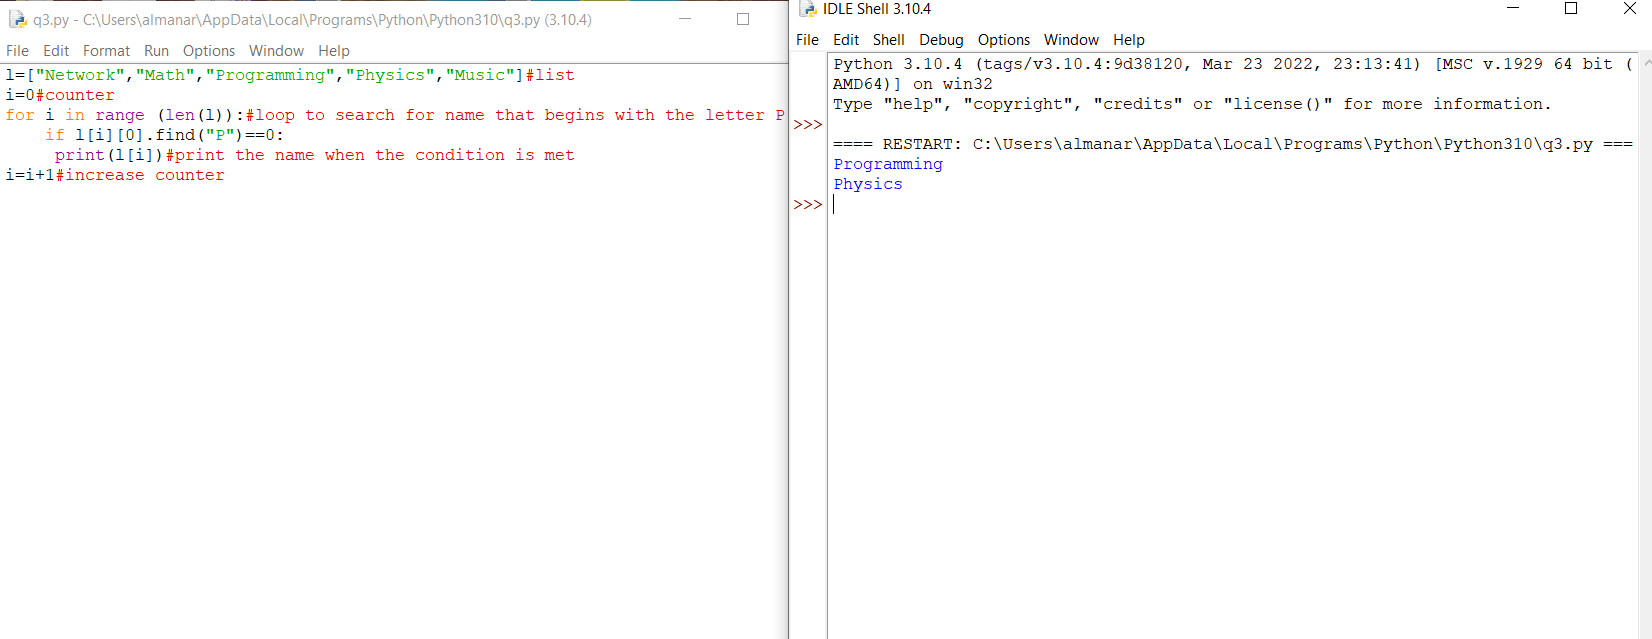 q3.py - C:\Users\almanar\AppData\Local\Programs\Python\Python310\q3.py (3.10.4)
File Edit Format Run Options Window Help
l=["Network","Math","Programming","Physics","Music"]#list
i=0#counter
for i in range (len(l)):#loop to search for name that begins with the letter P
    if l[i][0].find("P")==0:
     print(l[i])#print the name when the condition is met
i=i+1#increase counter
IDLE Shell 3.10.4
File Edit Shell Debug Options Window Help
Python 3.10.4 (tags/v3.10.4:9d38120, Mar 23 2022, 23:13:41) [MSC v.1929 64 bit (
AMD64)] on win32
Type "help", "copyright", "credits" or "license()" for more information.
>>>
==== RESTART: C:\Users\almanar\AppData\Local\Programs\Python\Python310\q3.py ===
Programming
Physics
>>>